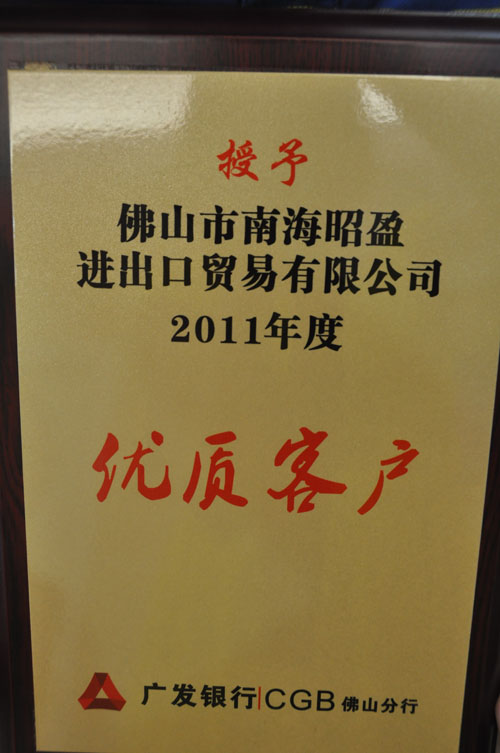 授予
佛山市南海昭盈
进出口贸易有限公司
2011年度
优质客户
广发银行|CGB 佛山分行